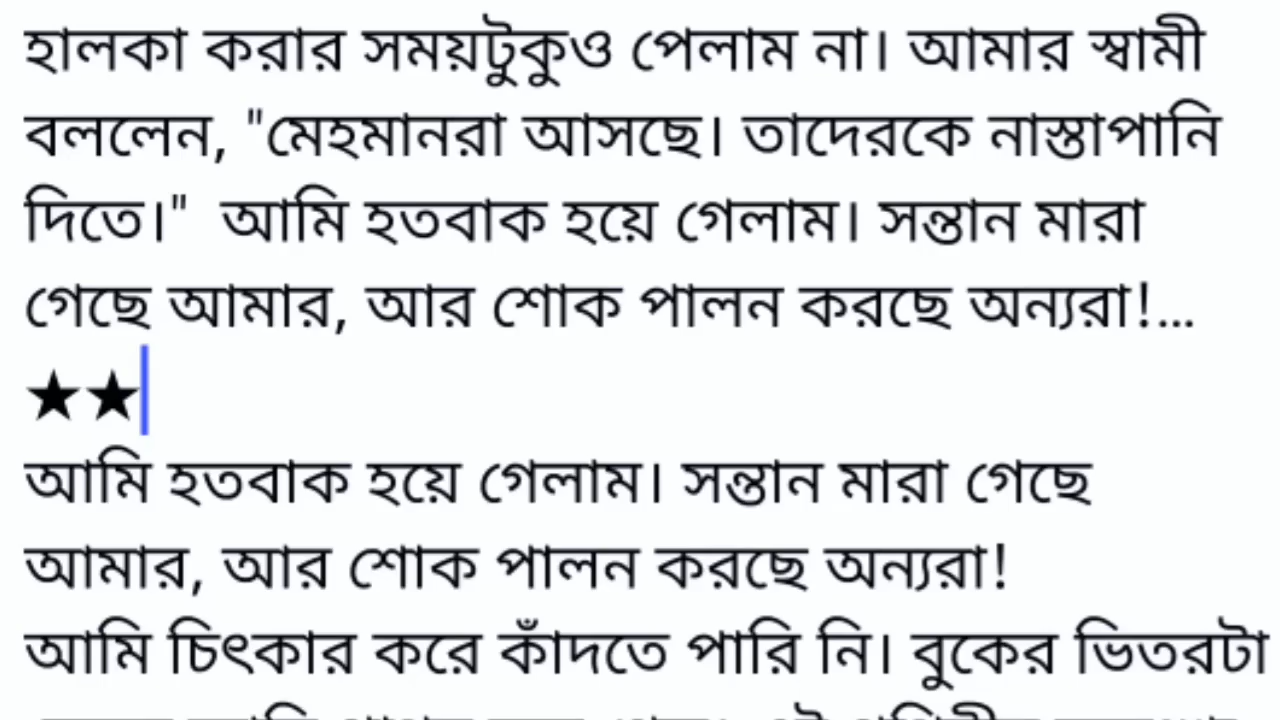 হালকা করার সময়টুকুও পেলাম না। আমার স্বামী
বললেন, "মেহমানরা আসছে। তাদেরকে নাস্তাপানি
দিতে।" আমি হতবাক হয়ে গেলাম। সন্তান মারা
গেছে আমার, আর শোক পালন করছে অন্যরা!...
★★
আমি হতবাক হয়ে গেলাম। সন্তান মারা গেছে
আমার, আর শোক পালন করছে অন্যরা!
আমি চিৎকার করে কাঁদতে পারি নি। বুকের ভিতরটা